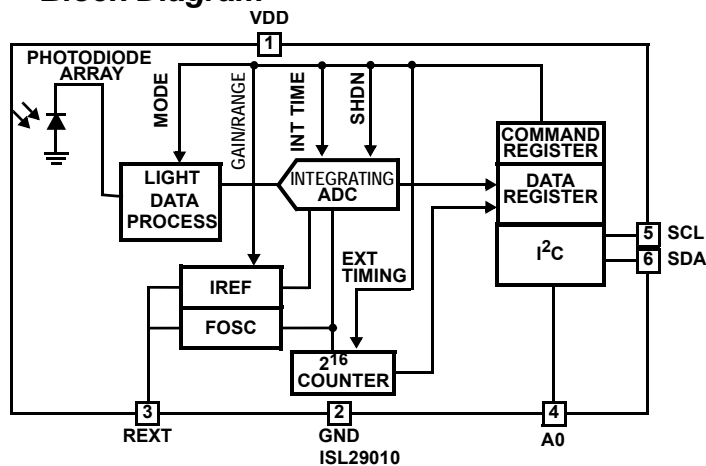 Block Diagram
VDD
1
PHOTODIODE
ARRAY
MODE
GAIN/RANGE
INT TIME
SHDN
COMMAND
REGISTER
LIGHT
DATA
PROCESS
INTEGRATING
ADC
DATA
REGISTER
I2C
5 SCL
6 SDA
EXT
TIMING
IREF
FOSC
216
COUNTER
3
REXT
2
GND
ISL29010
4
A0